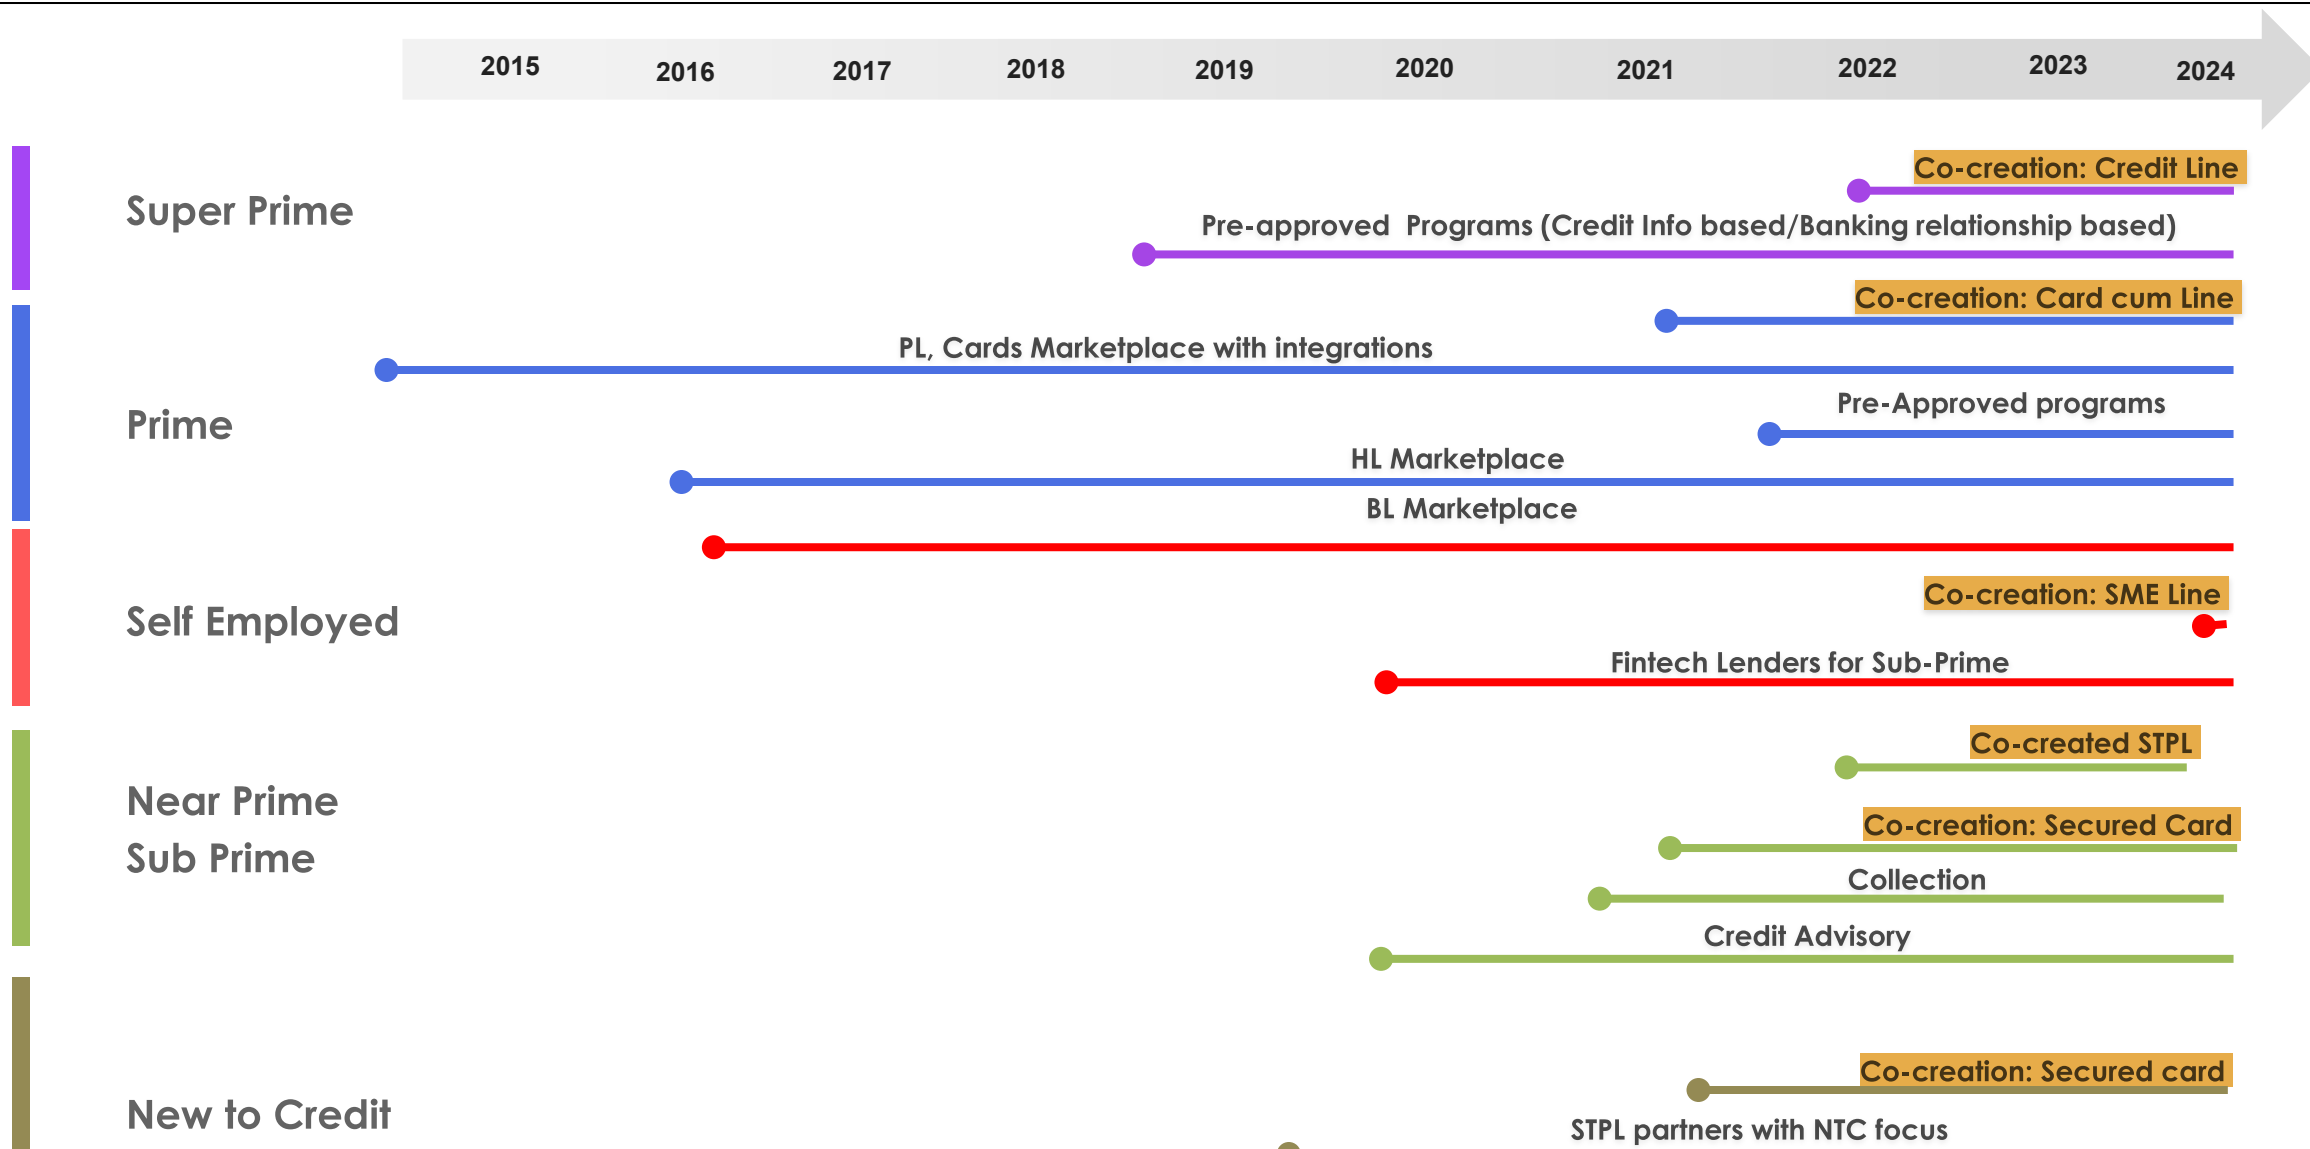 2015 2016 2017 2018 2019 2020 2021 2022 2023 2024
Co-creation: Credit Line
Super Prime
Pre-approved Programs (Credit Info based/Banking relationship based)
Co-creation: Card cum Line
PL, Cards Marketplace with integrations
Pre-Approved programs
Prime
HL Marketplace
BL Marketplace
Co-creation: SME Line
Self Employed
Fintech Lenders for Sub-Prime
Co-created STPL
Near Prime
Co-creation: Secured Card
Sub Prime
Collection
Credit Advisory
Co-creation: Secured card
New to Credit
STPL partners with NTC focus